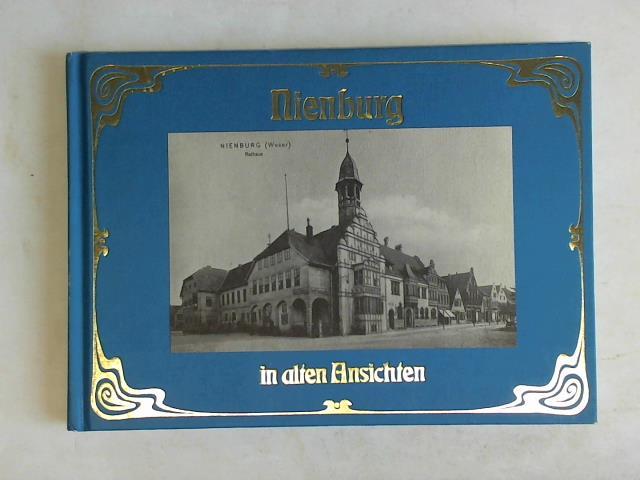 Nienburg
NIENBURG (Weser)
Rathaus
in alten Ansichten